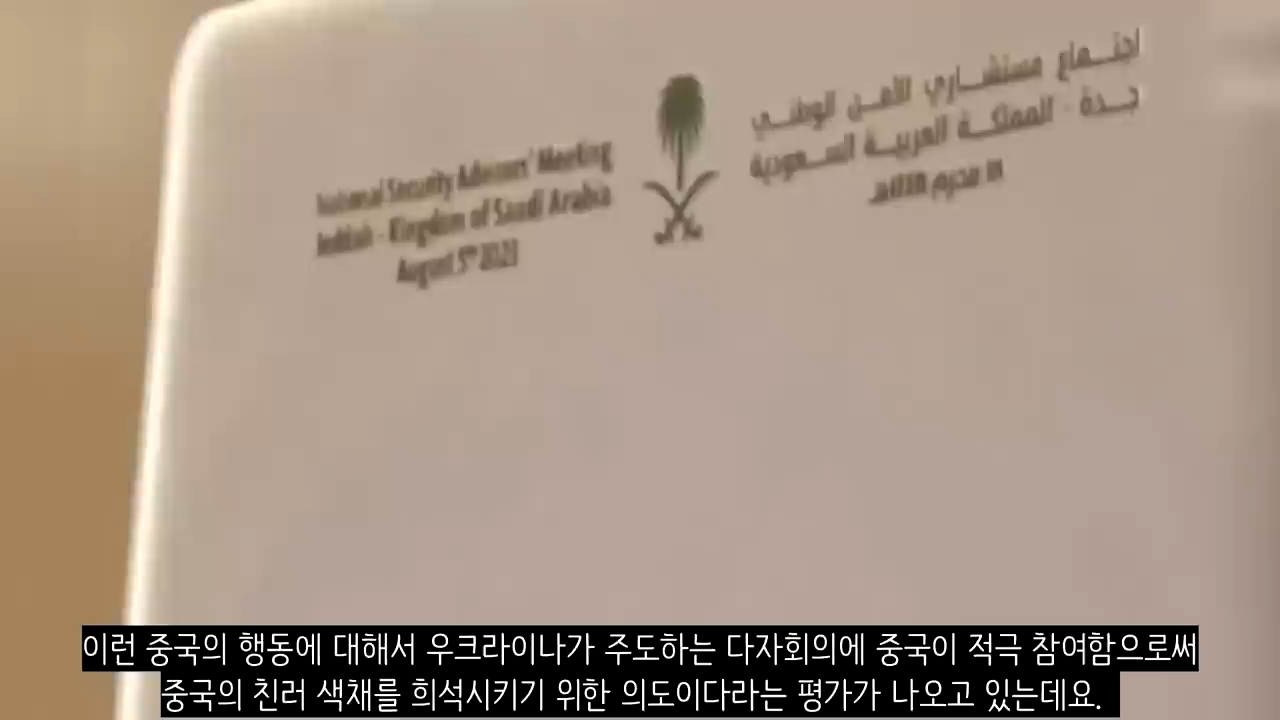 National Security Advisors' Meeting
Jeddah - Kingdom of Saudi Arabia
August 5th 2023
اجتماع مستشاري الأمن الوطني
جدة - المملكة العربية السعودية
١٨ محرم ١٤٤٥هـ
이런 중국의 행동에 대해서 우크라이나가 주도하는 다자회의에 중국이 적극 참여함으로써
중국의 친러 색채를 희석시키기 위한 의도이다라는 평가가 나오고 있는데요.